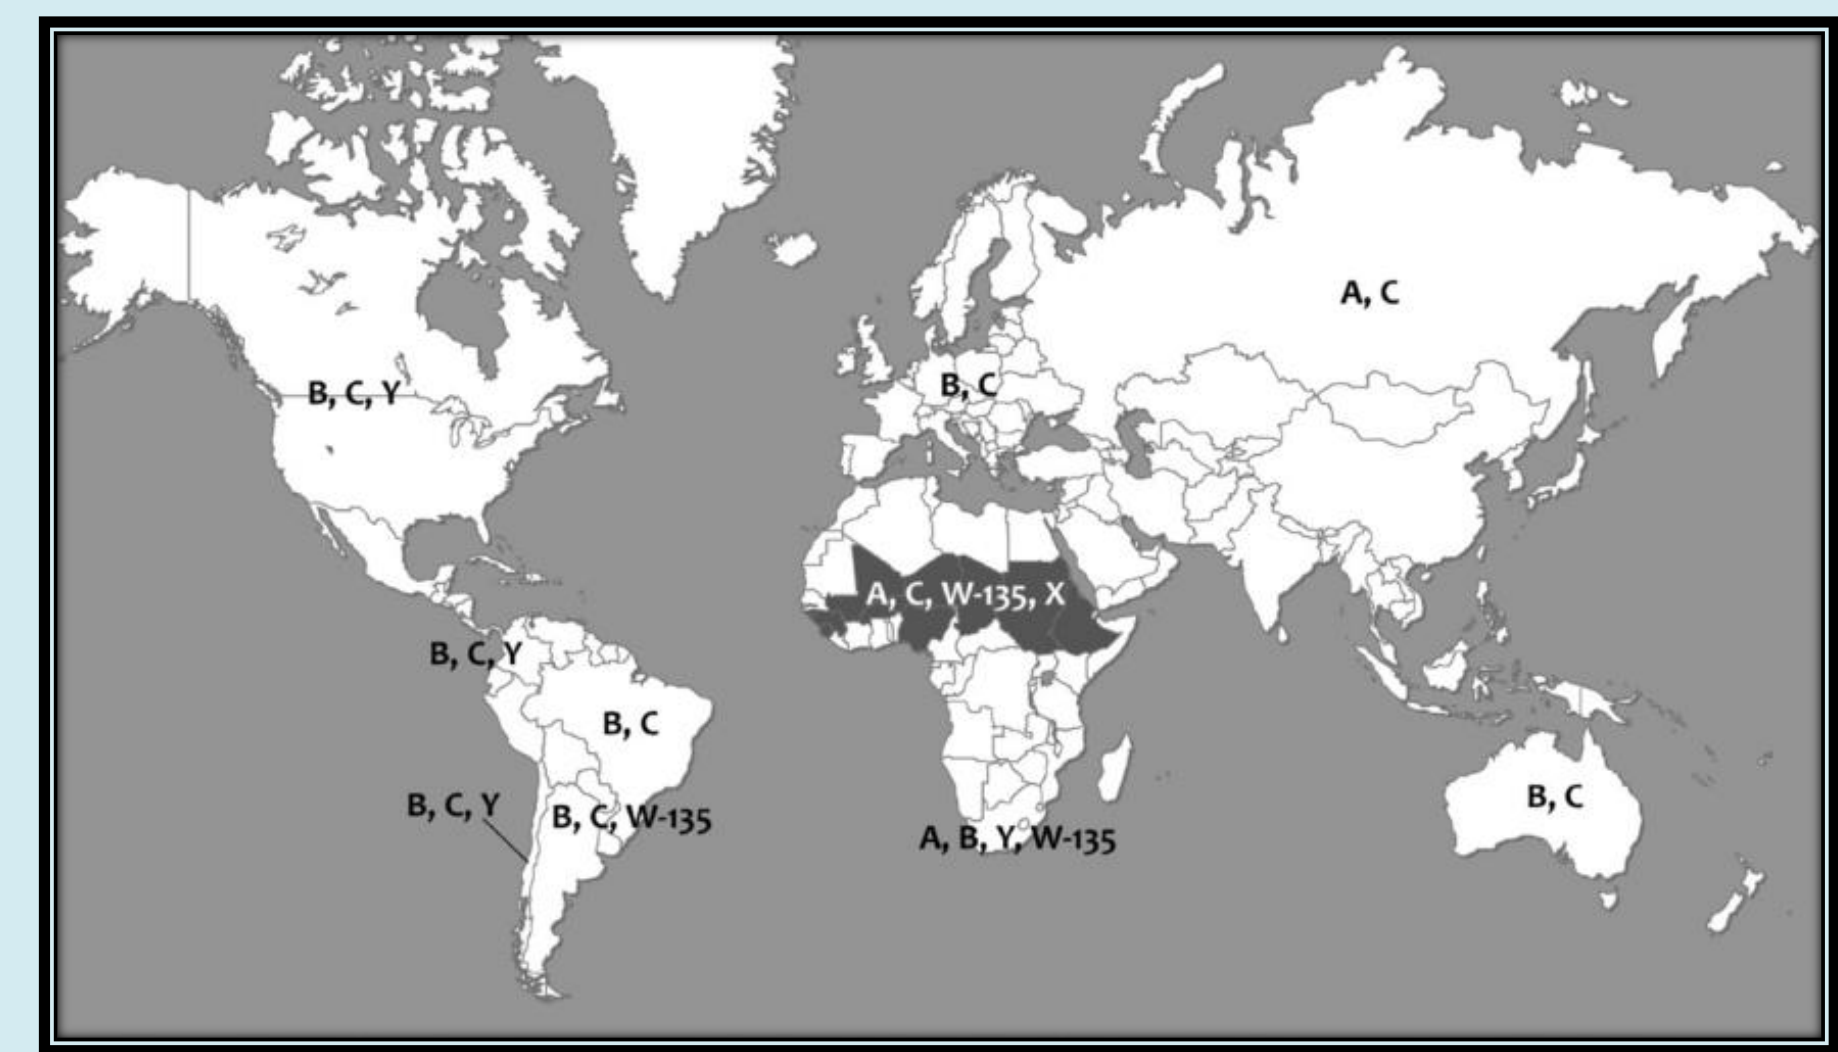 A, C
B, C
B, C, Y
A, C, W-135, X
B, C, Y
B, C
B, C
B, C, Y
B, C, W-135
A, B, Y, W-135